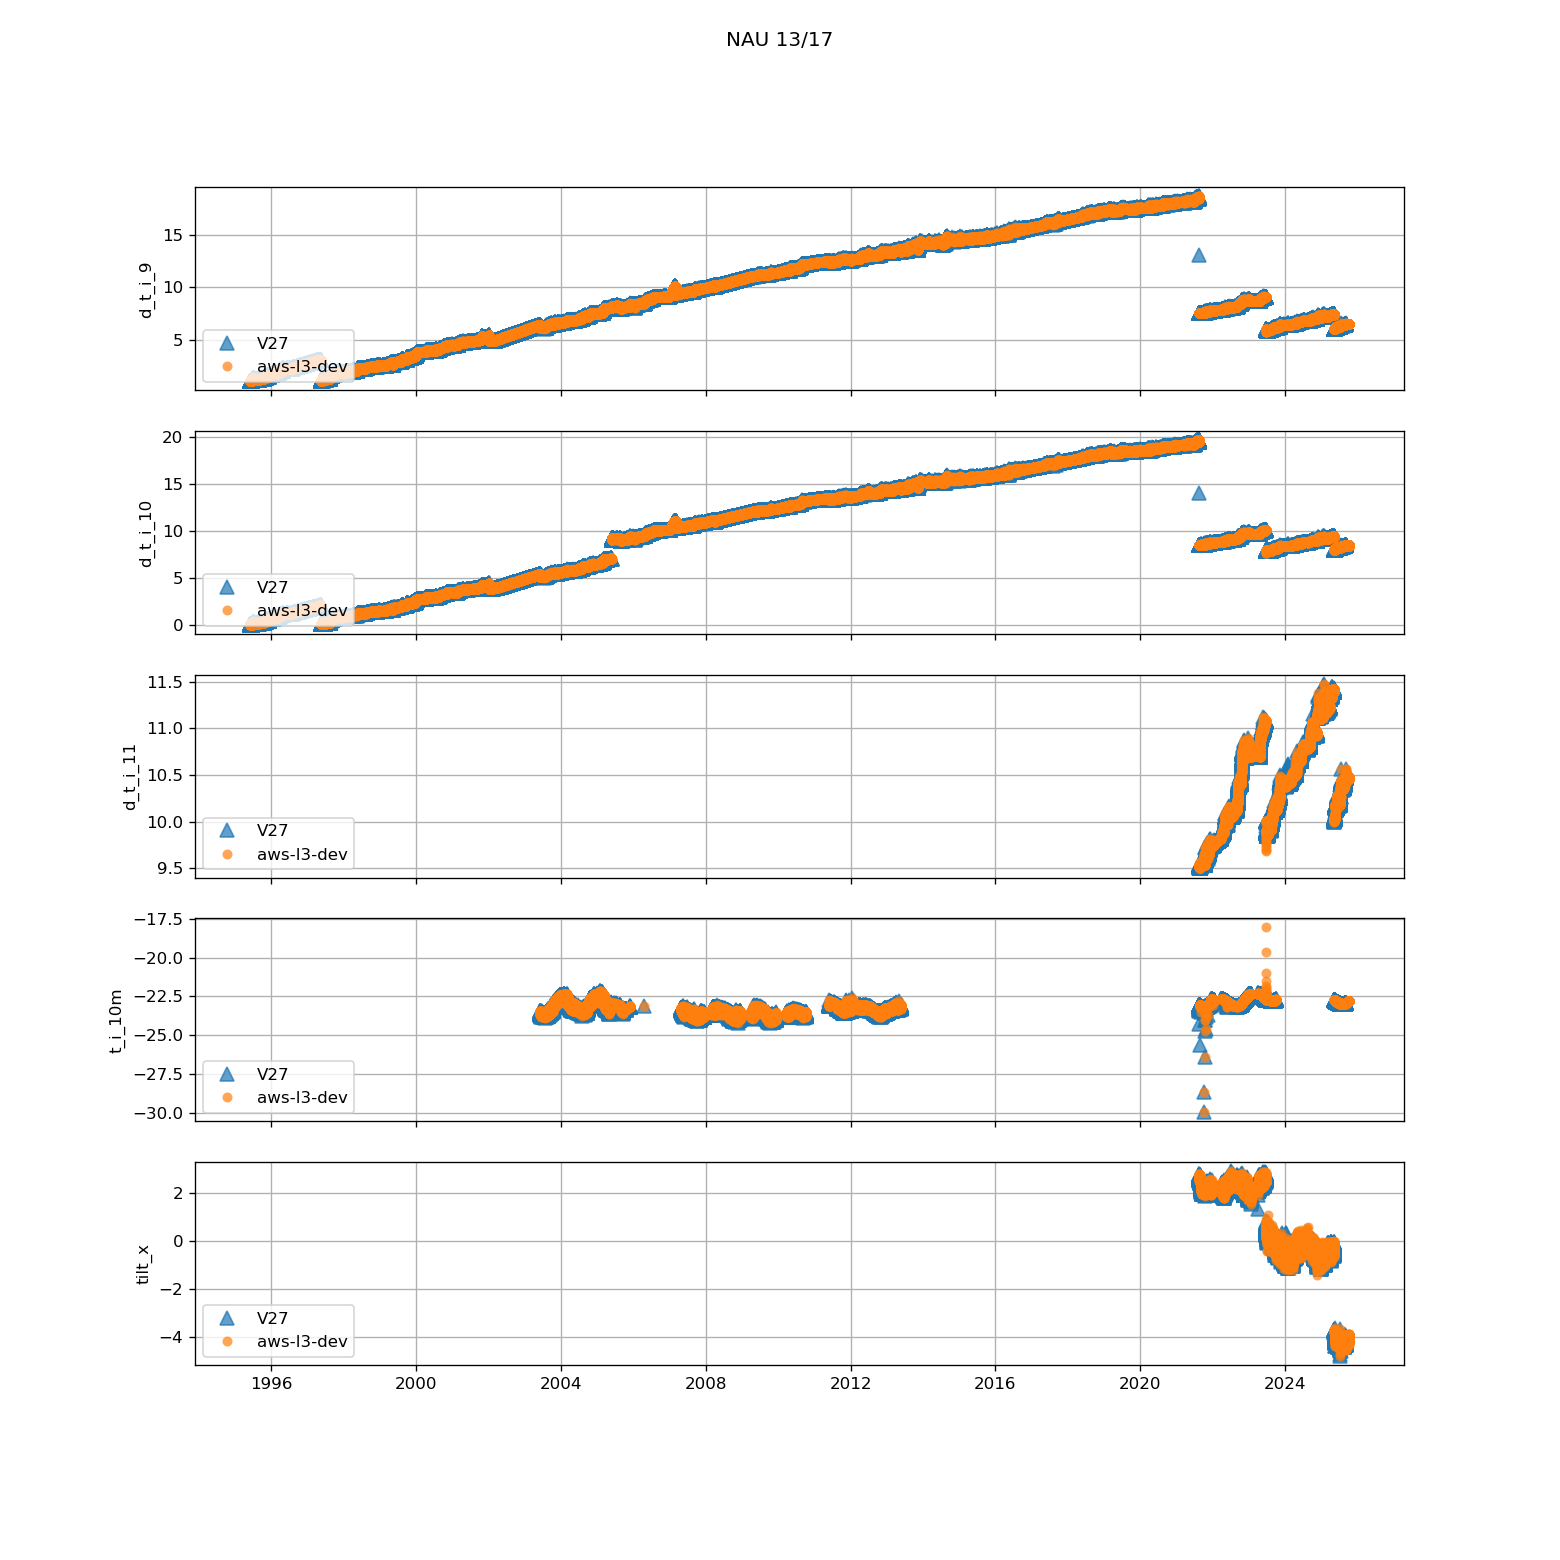 NAU 13/17
15
10
5
d_t_i_9
V27
aws-l3-dev
20
15
10
5
0
d_t_i_10
V27
aws-l3-dev
11.5
11.0
10.5
10.0
9.5
d_t_i_11
V27
aws-l3-dev
−17.5
−20.0
−22.5
−25.0
−27.5
−30.0
t_i_10m
V27
aws-l3-dev
2
0
−2
−4
tilt_x
V27
aws-l3-dev
1996 2000 2004 2008 2012 2016 2020 2024